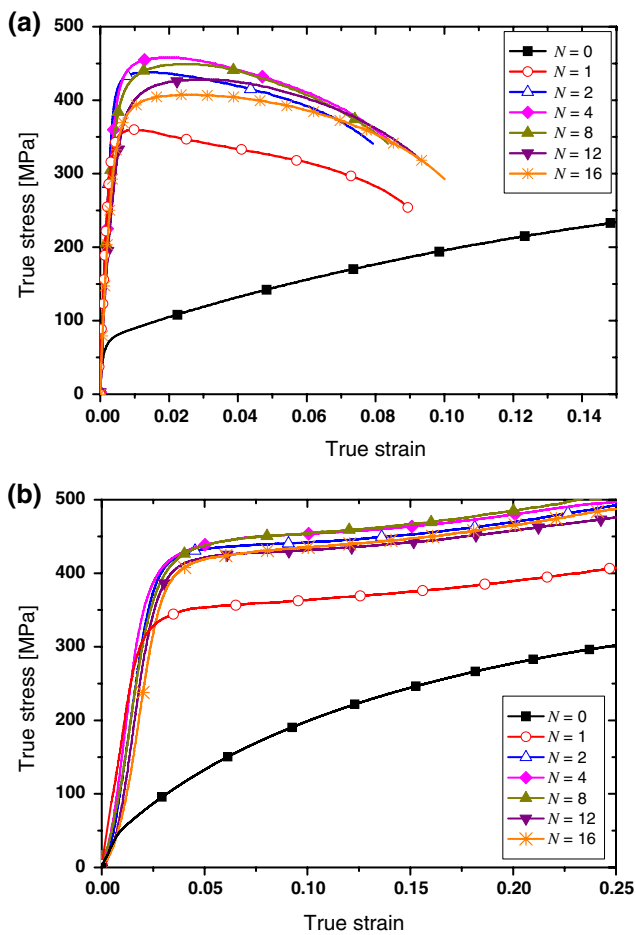 (a)
500
400
300
200
100
0
True stress [MPa]
N = 0
N = 1
N = 2
N = 4
N = 8
N = 12
N = 16
0.00 0.02 0.04 0.06 0.08 0.10 0.12 0.14
True strain
(b)
500
400
300
200
100
0
True stress [MPa]
N = 0
N = 1
N = 2
N = 4
N = 8
N = 12
N = 16
0.00 0.05 0.10 0.15 0.20 0.25
True strain